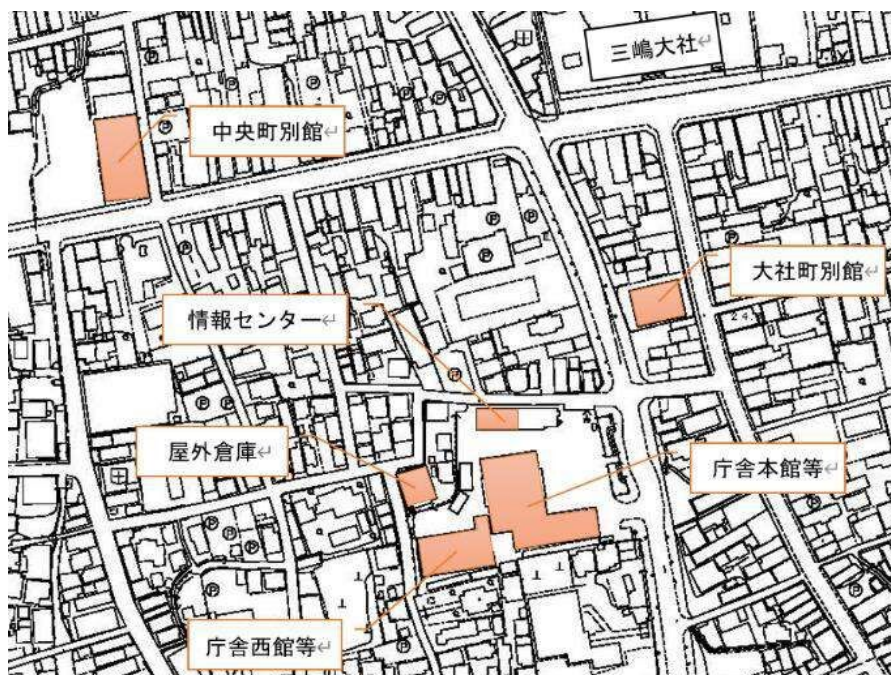 三嶋大社↵
中央町別館↵
大社町別館↵
情報センター↵
屋外倉庫↵
庁舎本館等↵
庁舎西館等↵